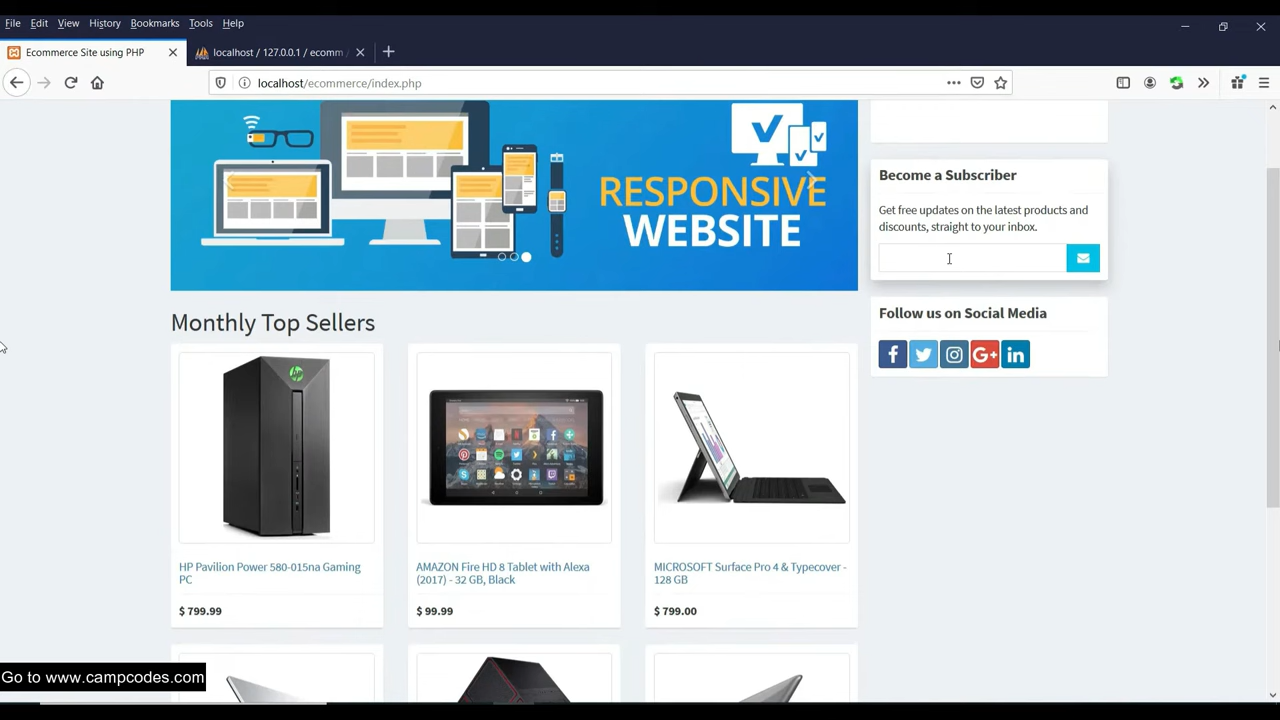 File Edit View History Bookmarks Tools Help
Ecommerce Site using PHP
localhost / 127.0.0.1 / ecomm
localhost/ecommerce/index.php
RESPONSIVE
WEBSITE
Become a Subscriber
Get free updates on the latest products and
discounts, straight to your inbox.
Follow us on Social Media
Monthly Top Sellers
HP Pavilion Power 580-015na Gaming
PC
$ 799.99
AMAZON Fire HD 8 Tablet with Alexa
(2017) - 32 GB, Black
$ 99.99
MICROSOFT Surface Pro 4 & Typecover -
128 GB
$ 799.00
Go to www.campcodes.com